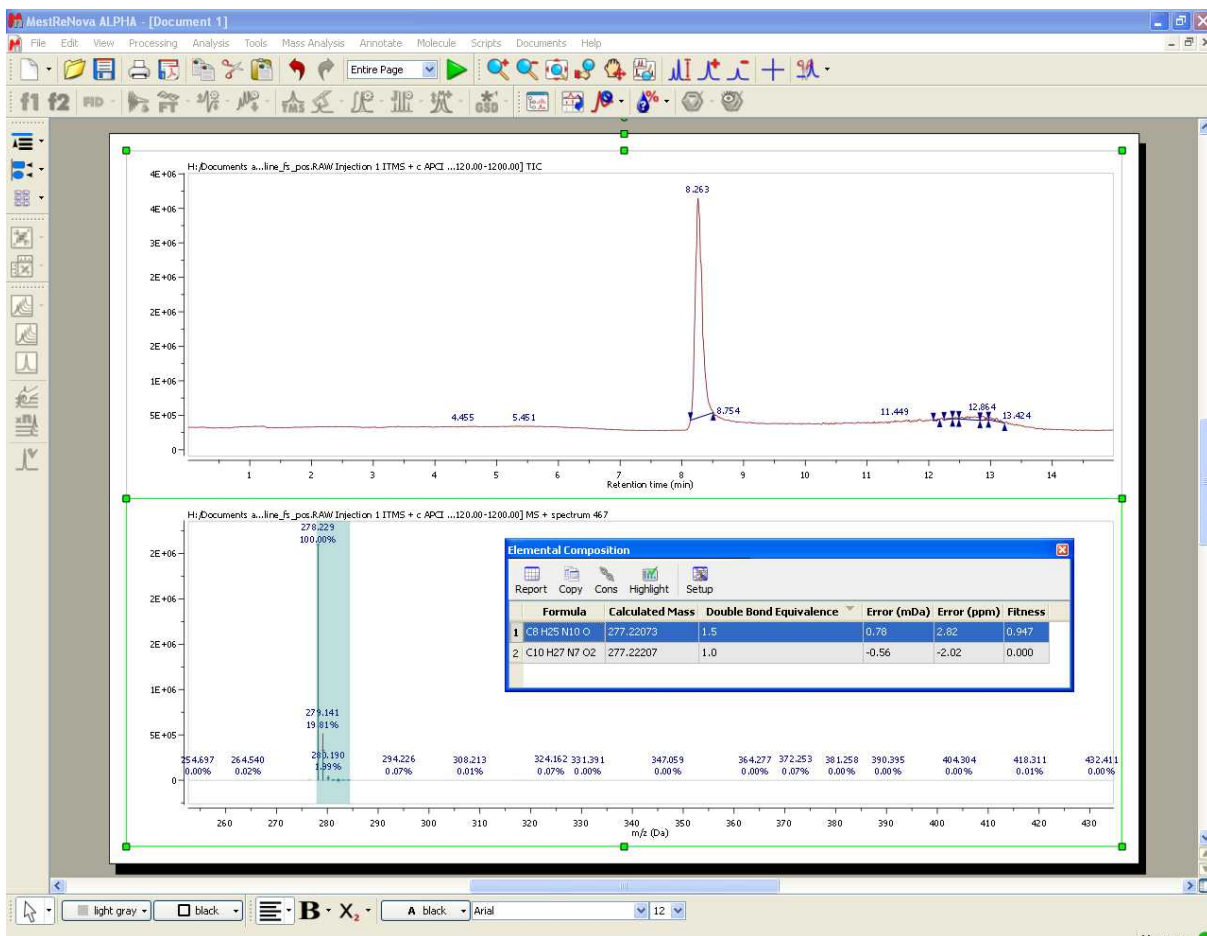 MestReNova ALPHA - [Document 1]
File Edit View Processing Analysis Tools Mass Analysis Annotate Molecule Scripts Documents Help
Entire Page
f1 f2 FID FT TMS GSD
H:/Documents a...line_fs_pos.RAW Injection 1 ITMS + c APCI ...120.00-1200.00] TIC
4E+06
4E+06
3E+06
2E+06
2E+06
2E+06
1E+06
5E+05
0
8.263
4.455 5.451 8.754 11.449 12.864 13.424
1 2 3 4 5 6 7 8 9 10 11 12 13 14
Retention time (min)
H:/Documents a...line_fs_pos.RAW Injection 1 ITMS + c APCI ...120.00-1200.00] MS + spectrum 467
278.229
100.00%
2E+06
2E+06
2E+06
1E+06
5E+05
0
279.141
19.81%
254.697 264.540 280.190 294.226 308.213 324.162 331.391 347.059 364.277 372.253 381.258 390.395 404.304 418.311 432.411
0.00% 0.02% 1.99% 0.07% 0.01% 0.07% 0.00% 0.00% 0.00% 0.07% 0.00% 0.00% 0.00% 0.01% 0.00%
260 270 280 290 300 310 320 330 340 350 360 370 380 390 400 410 420 430
m/z (Da)
Elemental Composition
Report Copy Cons Highlight Setup
Formula Calculated Mass Double Bond Equivalence Error (mDa) Error (ppm) Fitness
1 C8 H25 N10 O 277.22073 1.5 0.78 2.82 0.947
2 C10 H27 N7 O2 277.22207 1.0 -0.56 -2.02 0.000
light gray black B X2 A black Arial 12